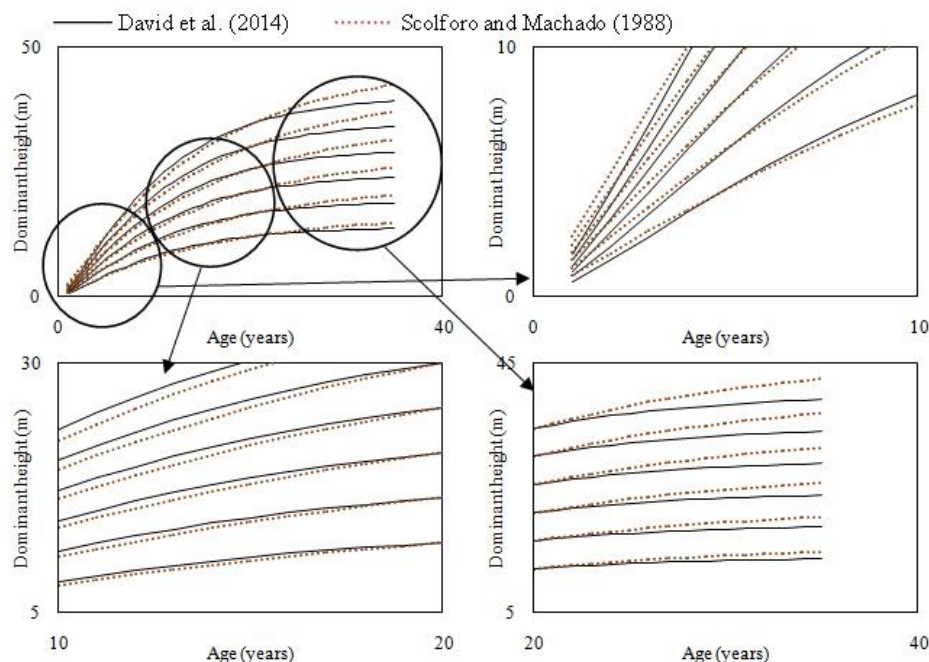 David et al. (2014) Scolforo and Machado (1988)
50
Dominant height (m)
0
0 40
Age (years)
10
Dominat height (m)
0
0 10
Age (years)
30
Dominant height (m)
5
10 20
Age (years)
45
Dominant height (m)
5
20 40
Age (years)